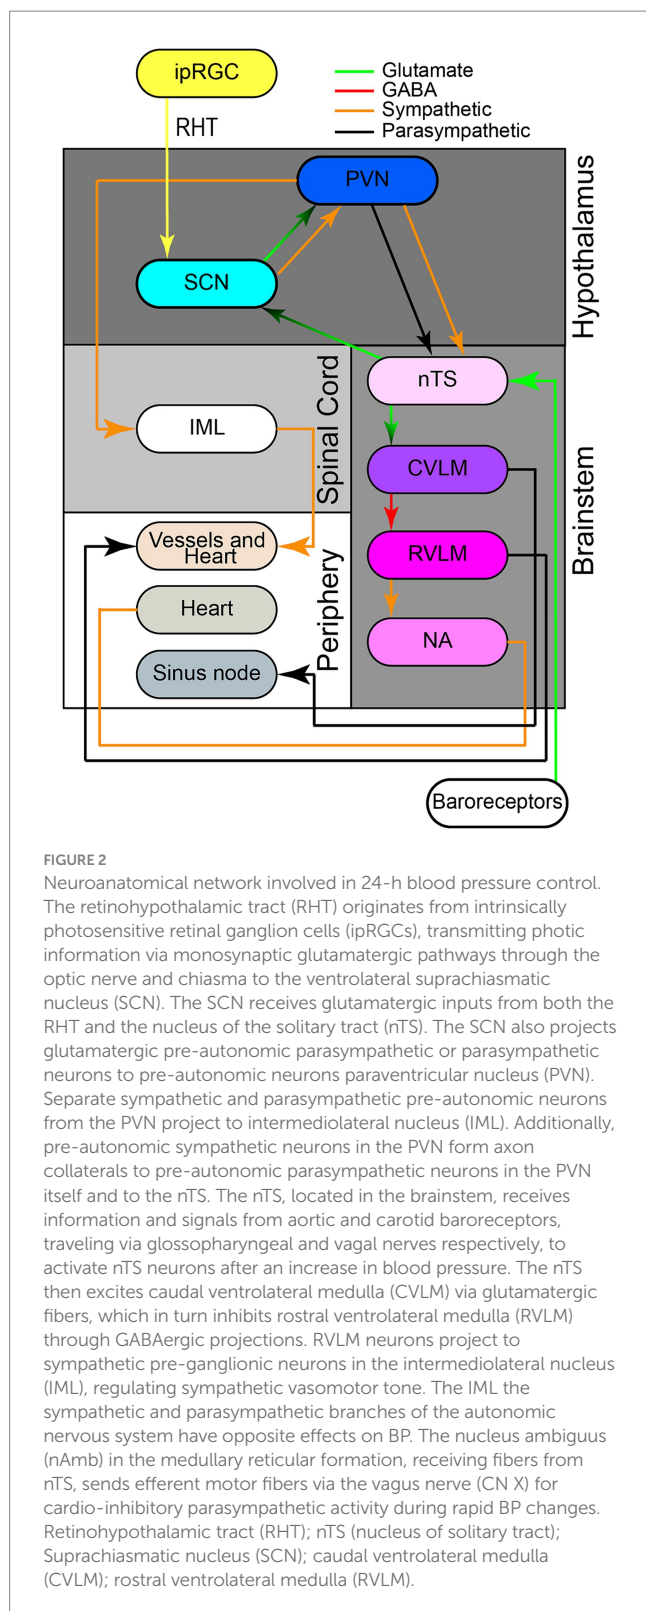 ipRGC
Glutamate
GABA
Sympathetic
Parasympathetic
RHT
PVN
SCN
Hypothalamus
nTS
IML
Spinal Cord
CVLM
Brainstem
Vessels and
Heart
RVLM
Heart
Periphery
NA
Sinus node
Baroreceptors
FIGURE 2
Neuroanatomical network involved in 24-h blood pressure control.
The retinohypothalamic tract (RHT) originates from intrinsically
photosensitive retinal ganglion cells (ipRGCs), transmitting photic
information via monosynaptic glutamatergic pathways through the
optic nerve and chiasma to the ventrolateral suprachiasmatic
nucleus (SCN). The SCN receives glutamatergic inputs from both the
RHT and the nucleus of the solitary tract (nTS). The SCN also projects
glutamatergic pre-autonomic parasympathetic or parasympathetic
neurons to pre-autonomic neurons paraventricular nucleus (PVN).
Separate sympathetic and parasympathetic pre-autonomic neurons
from the PVN project to intermediolateral nucleus (IML). Additionally,
pre-autonomic sympathetic neurons in the PVN form axon
collaterals to pre-autonomic parasympathetic neurons in the PVN
itself and to the nTS. The nTS, located in the brainstem, receives
information and signals from aortic and carotid baroreceptors,
traveling via glossopharyngeal and vagal nerves respectively, to
activate nTS neurons after an increase in blood pressure. The nTS
then excites caudal ventrolateral medulla (CVLM) via glutamatergic
fibers, which in turn inhibits rostral ventrolateral medulla (RVLM)
through GABAergic projections. RVLM neurons project to
sympathetic pre-ganglionic neurons in the intermediolateral nucleus
(IML), regulating sympathetic vasomotor tone. The IML the
sympathetic and parasympathetic branches of the autonomic
nervous system have opposite effects on BP. The nucleus ambiguus
(nAmb) in the medullary reticular formation, receiving fibers from
nTS, sends efferent motor fibers via the vagus nerve (CN X) for
cardio-inhibitory parasympathetic activity during rapid BP changes.
Retinohypothalamic tract (RHT); nTS (nucleus of solitary tract);
Suprachiasmatic nucleus (SCN); caudal ventrolateral medulla
(CVLM); rostral ventrolateral medulla (RVLM).